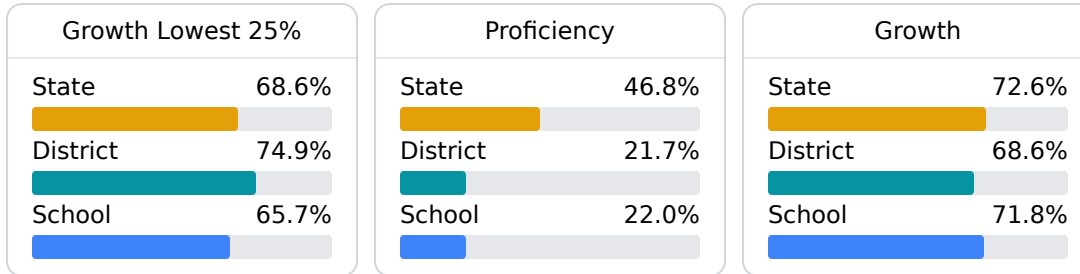 Growth Lowest 25%
State 68.6%
District 74.9%
School 65.7%
Proficiency
State 46.8%
District 21.7%
School 22.0%
Growth
State 72.6%
District 68.6%
School 71.8%